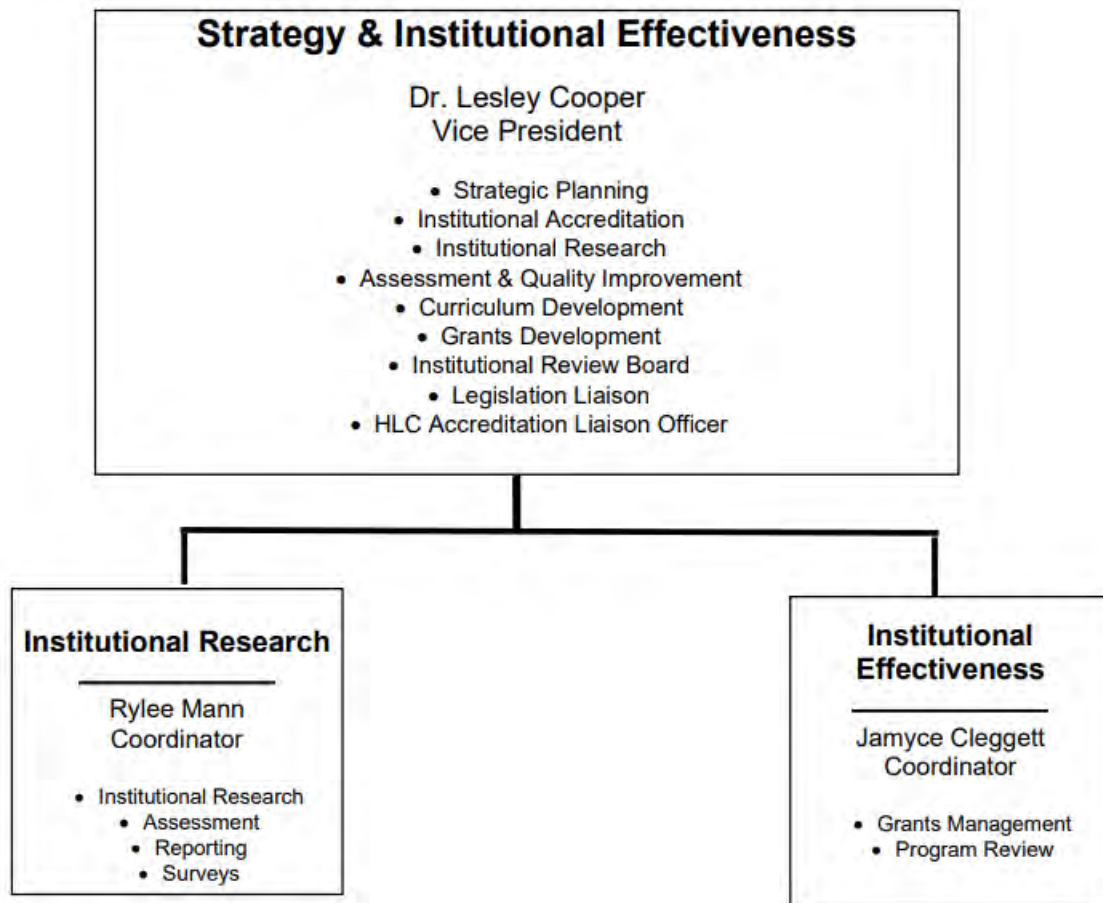 Strategy & Institutional Effectiveness
Dr. Lesley Cooper
Vice President
• Strategic Planning
• Institutional Accreditation
• Institutional Research
• Assessment & Quality Improvement
• Curriculum Development
• Grants Development
• Institutional Review Board
• Legislation Liaison
• HLC Accreditation Liaison Officer
Institutional Research
Rylee Mann
Coordinator
• Institutional Research
• Assessment
• Reporting
• Surveys
Institutional
Effectiveness
Jamyce Cleggett
Coordinator
• Grants Management
• Program Review